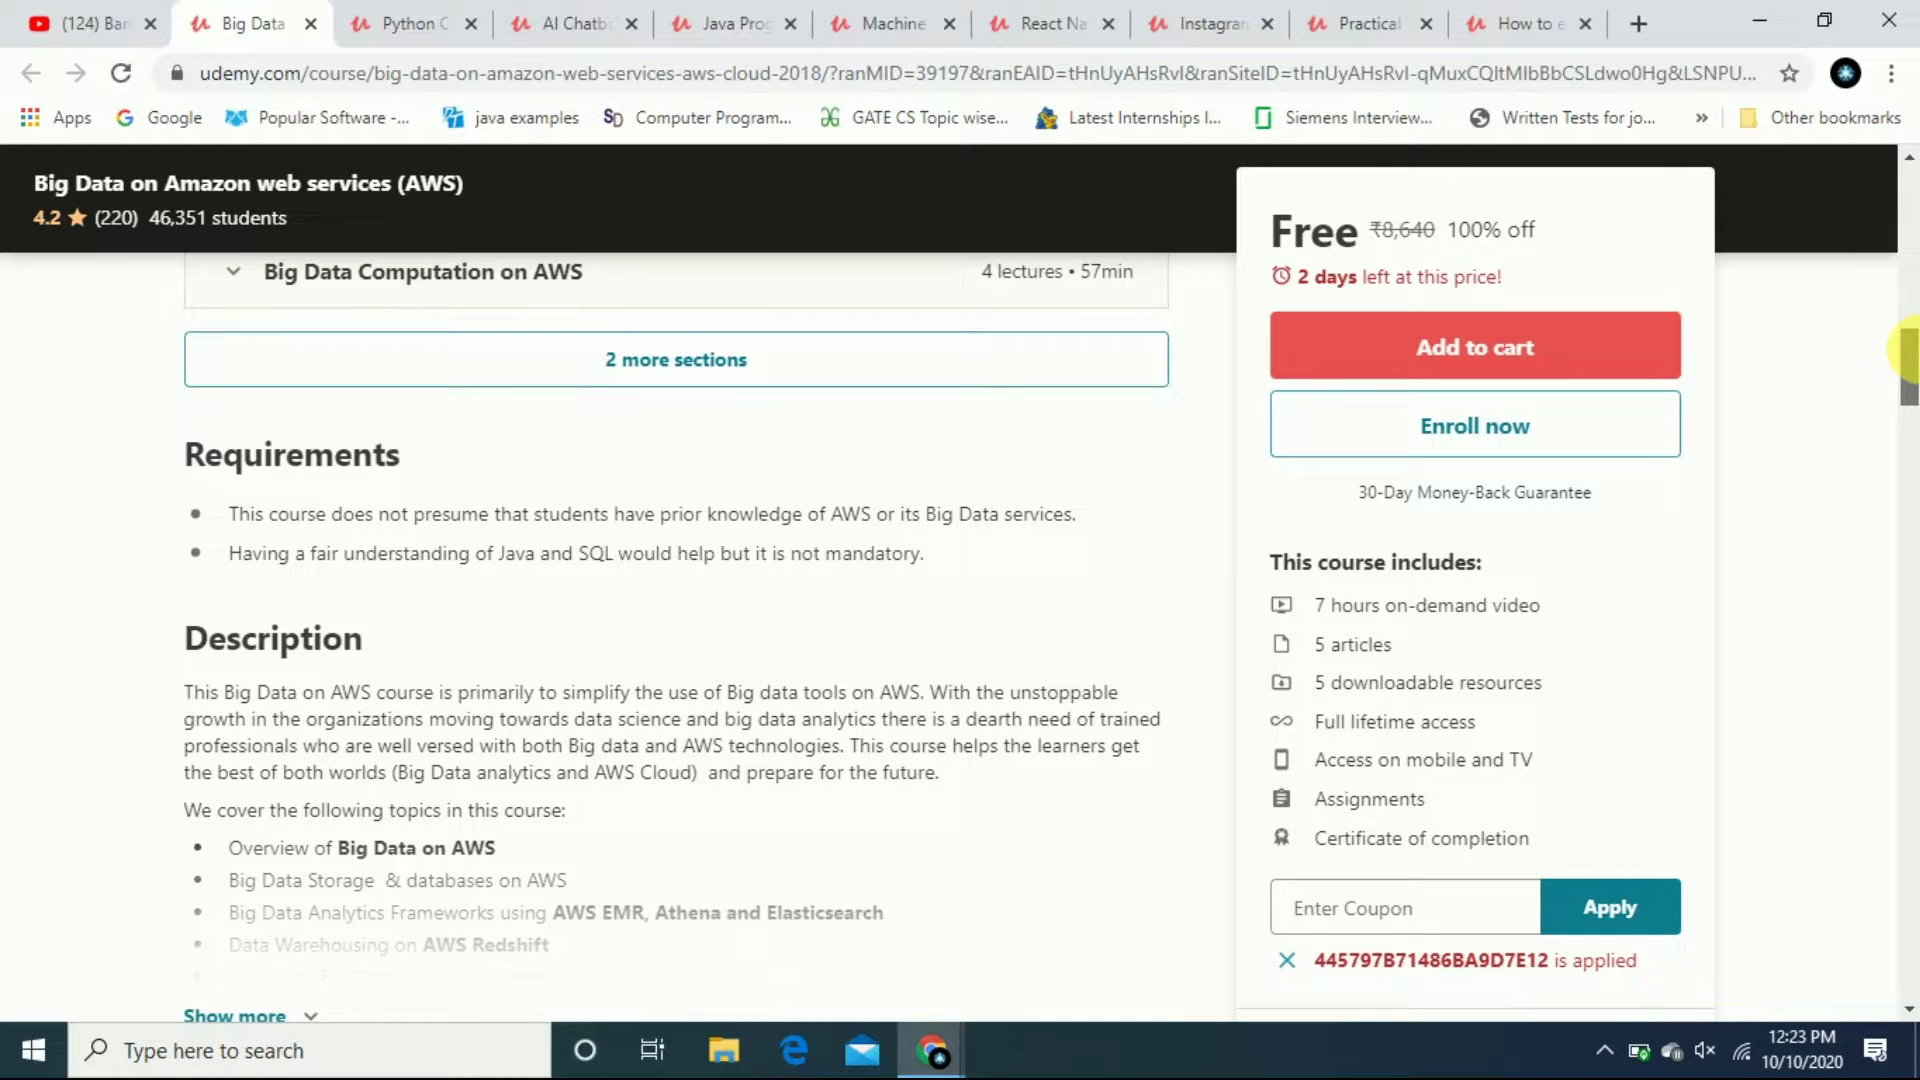 (124) Ban
Big Data
Python C
AI Chatb
Java Prog
Machine
React Na
Instagram
Practical
How to e
udemy.com/course/big-data-on-amazon-web-services-aws-cloud-2018/?ranMID=39197&ranEAID=tHnUyAHsRvI&ranSiteID=tHnUyAHsRvI-qMuxCQItMIbBbCSLdwo0Hg&LSNPU...
Apps
Google
Popular Software -...
java examples
Computer Program...
GATE CS Topic wise...
Latest Internships I...
Siemens Interview...
Written Tests for jo...
»
Other bookmarks
Big Data on Amazon web services (AWS)
4.2 ★ (220) 46,351 students
Big Data Computation on AWS
4 lectures • 57min
2 more sections
Requirements
• This course does not presume that students have prior knowledge of AWS or its Big Data services.
• Having a fair understanding of Java and SQL would help but it is not mandatory.
Description
This Big Data on AWS course is primarily to simplify the use of Big data tools on AWS. With the unstoppable
growth in the organizations moving towards data science and big data analytics there is a dearth need of trained
professionals who are well versed with both Big data and AWS technologies. This course helps the learners get
the best of both worlds (Big Data analytics and AWS Cloud) and prepare for the future.
We cover the following topics in this course:
• Overview of Big Data on AWS
• Big Data Storage & databases on AWS
• Big Data Analytics Frameworks using AWS EMR, Athena and Elasticsearch
• Data Warehousing on AWS Redshift
Show more
Free ₹8,640 100% off
2 days left at this price!
Add to cart
Enroll now
30-Day Money-Back Guarantee
This course includes:
7 hours on-demand video
5 articles
5 downloadable resources
Full lifetime access
Access on mobile and TV
Assignments
Certificate of completion
Enter Coupon
Apply
445797B71486BA9D7E12 is applied
Type here to search
12:23 PM
10/10/2020